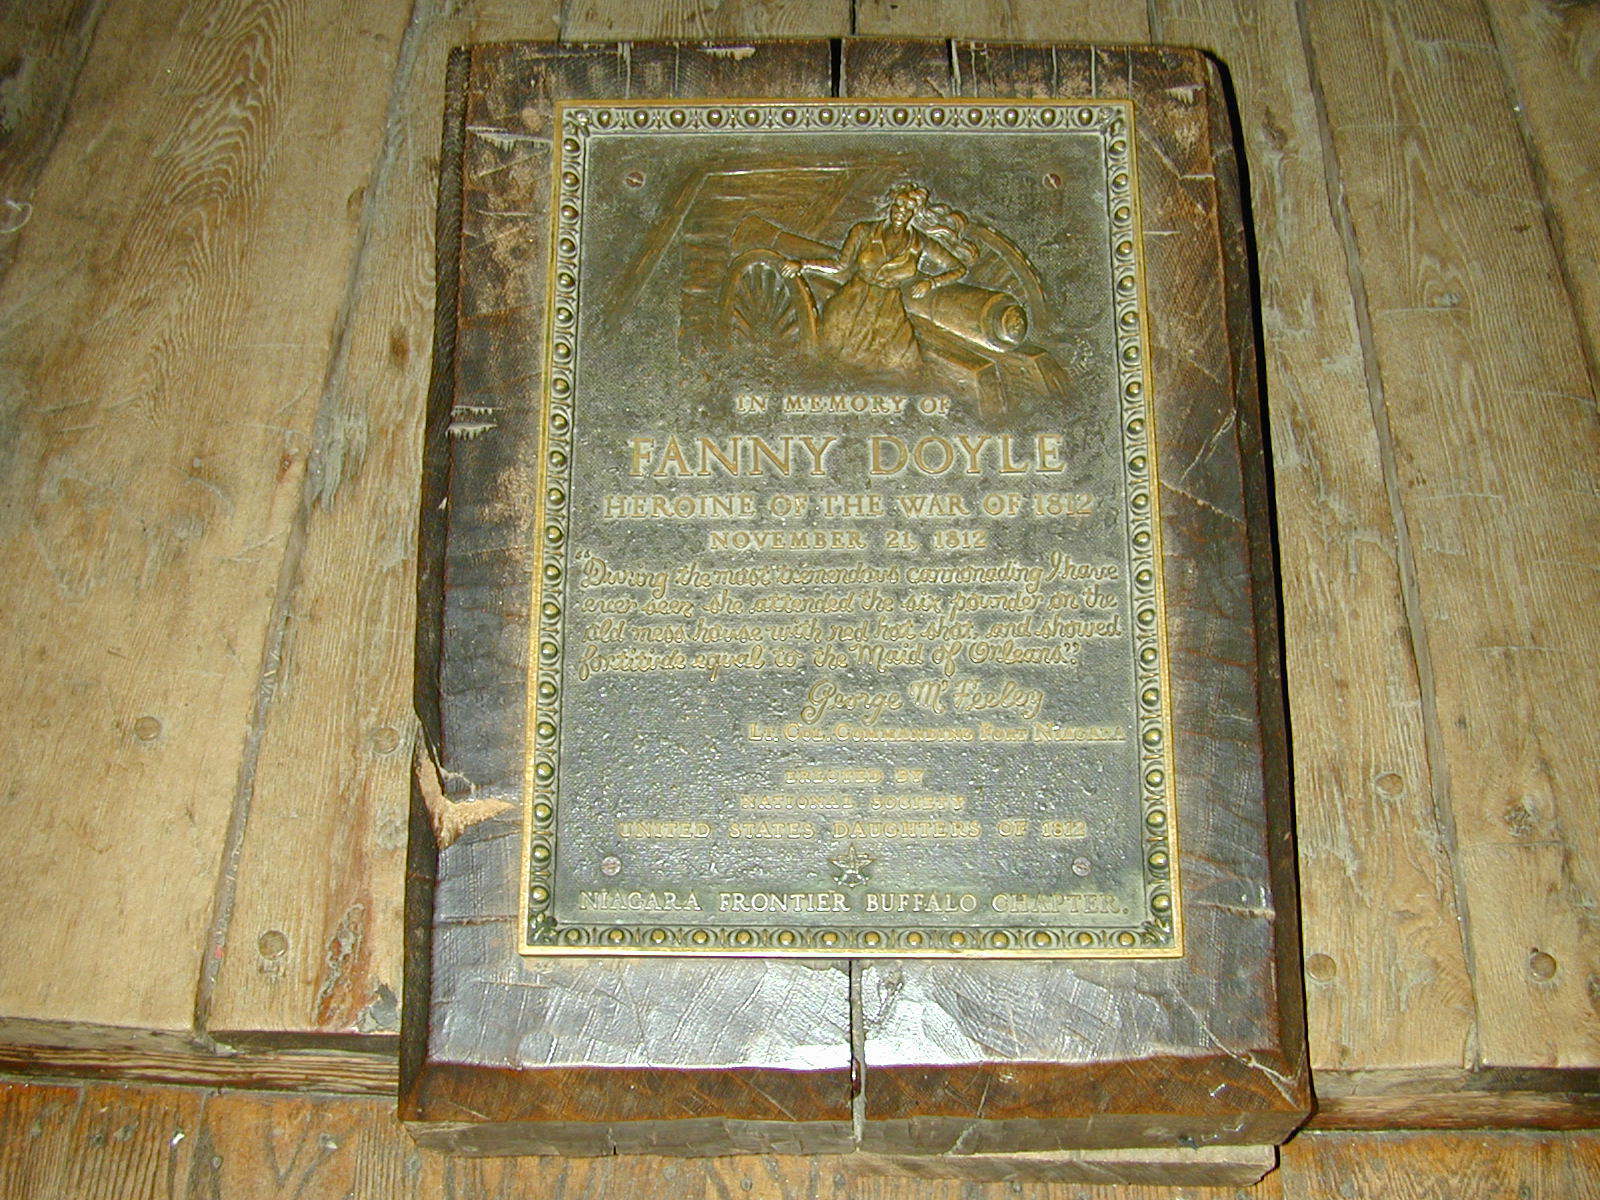 IN MEMORY OF
FANNY DOYLE
HEROINE OF THE WAR OF 1812
NOVEMBER 21, 1812
"During the most tremendous cannonading I have
ever seen she attended the six pounder on the
old mess house with red hot shot, and showed
fortitude equal to the Maid of Orleans."
George McFeeley
LT. COL. COMMANDING FORT NIAGARA
ERECTED BY
NATIONAL SOCIETY
UNITED STATES DAUGHTERS OF 1812
NIAGARA FRONTIER BUFFALO CHAPTER.